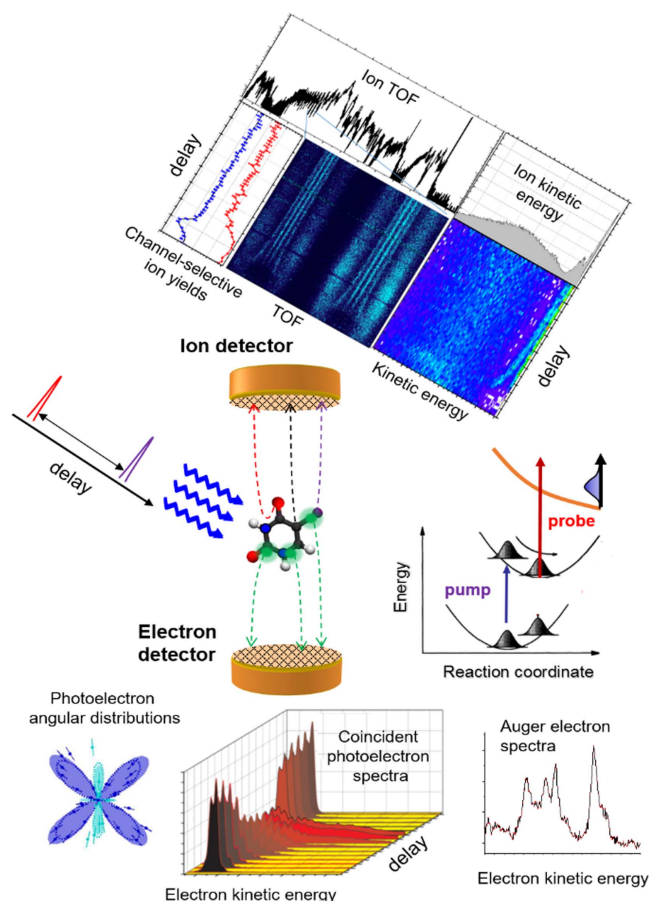 Ion TOF
delay
Ion kinetic
energy
Channel-selective
ion yields
TOF
Kinetic energy
delay
Ion detector
delay
probe
pump
Energy
Reaction coordinate
Electron
detector
Photoelectron
angular distributions
Coincident
photoelectron
spectra
delay
Electron kinetic energy
Auger electron
spectra
Electron kinetic energy